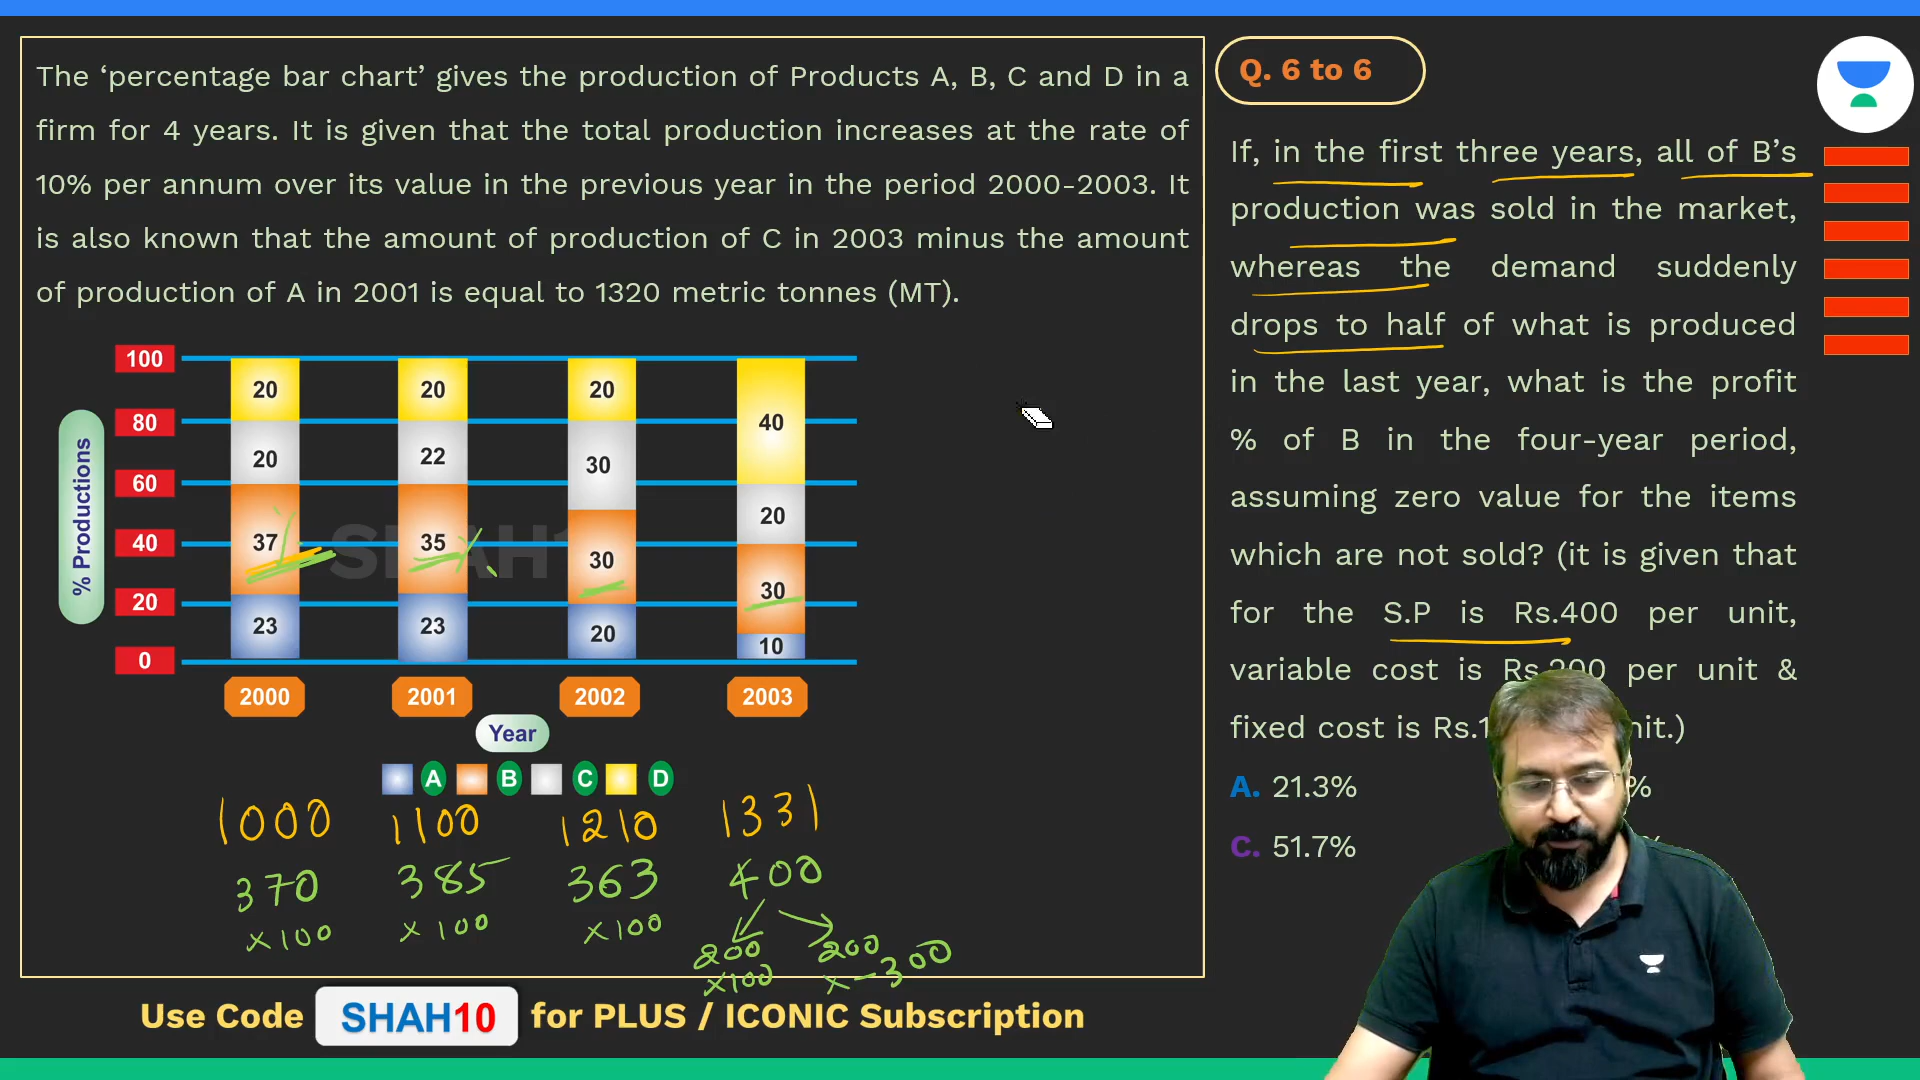 The ‘percentage bar chart’ gives the production of Products A, B, C and D in a
firm for 4 years. It is given that the total production increases at the rate of
10% per annum over its value in the previous year in the period 2000-2003. It
is also known that the amount of production of C in 2003 minus the amount
of production of A in 2001 is equal to 1320 metric tonnes (MT).
Q. 6 to 6
If, in the first three years, all of B’s
production was sold in the market,
whereas the demand suddenly
drops to half of what is produced
in the last year, what is the profit
% of B in the four-year period,
assuming zero value for the items
which are not sold? (it is given that
for the S.P is Rs.400 per unit,
variable cost is Rs.200 per unit &
fixed cost is
A. 21.3%
C. 51.7%
% Productions
100
80
60
40
20
0
20 20 20 40
20 22 30 20
37 35 30 30
23 23 20 10
2000 2001 2002 2003
Year
A B C D
1000 1100 1210 1331
370 385 363 400
×100 ×100 ×100
200 200
×100 ×-300
Use Code SHAH10 for PLUS / ICONIC Subscription